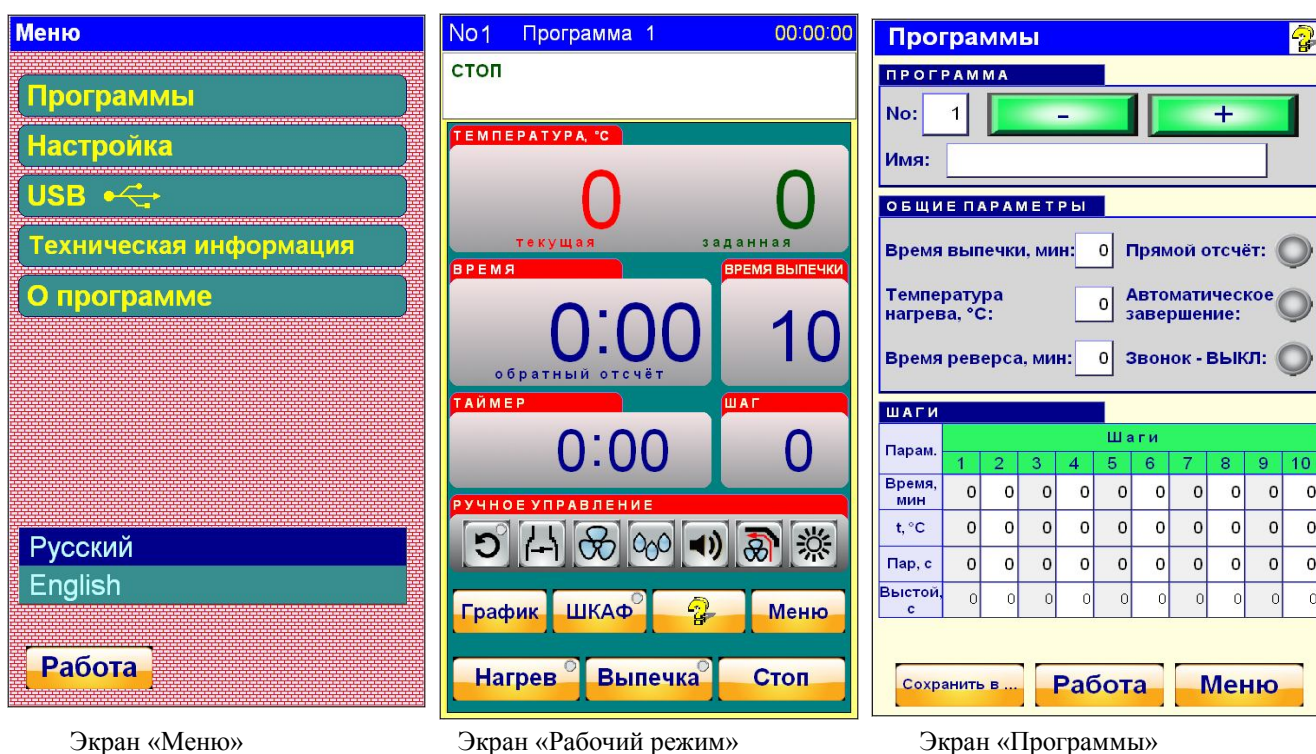 Меню
Программы
Настройка
USB
Техническая информация
О программе
Русский
English
Работа
Экран «Меню»
No1 Программа 1 00:00:00
СТОП
ТЕМПЕРАТУРА, °С
0 0
текущая заданная
ВРЕМЯ ВРЕМЯ ВЫПЕЧКИ
0:00 10
обратный отсчёт
ТАЙМЕР ШАГ
0:00 0
РУЧНОЕ УПРАВЛЕНИЕ
График ШКАФ ? Меню
Нагрев Выпечка Стоп
Экран «Рабочий режим»
Программы ?
ПРОГРАММА
No: 1 - +
Имя:
ОБЩИЕ ПАРАМЕТРЫ
Время выпечки, мин: 0 Прямой отсчёт:
Температура Автоматическое
нагрева, °С: 0 завершение:
Время реверса, мин: 0 Звонок - ВЫКЛ:
ШАГИ
Парам. Шаги
1 2 3 4 5 6 7 8 9 10
Время,
мин 0 0 0 0 0 0 0 0 0 0
t, °С 0 0 0 0 0 0 0 0 0 0
Пар, с 0 0 0 0 0 0 0 0 0 0
Выстой,
с 0 0 0 0 0 0 0 0 0 0
Сохранить в ... Работа Меню
Экран «Программы»